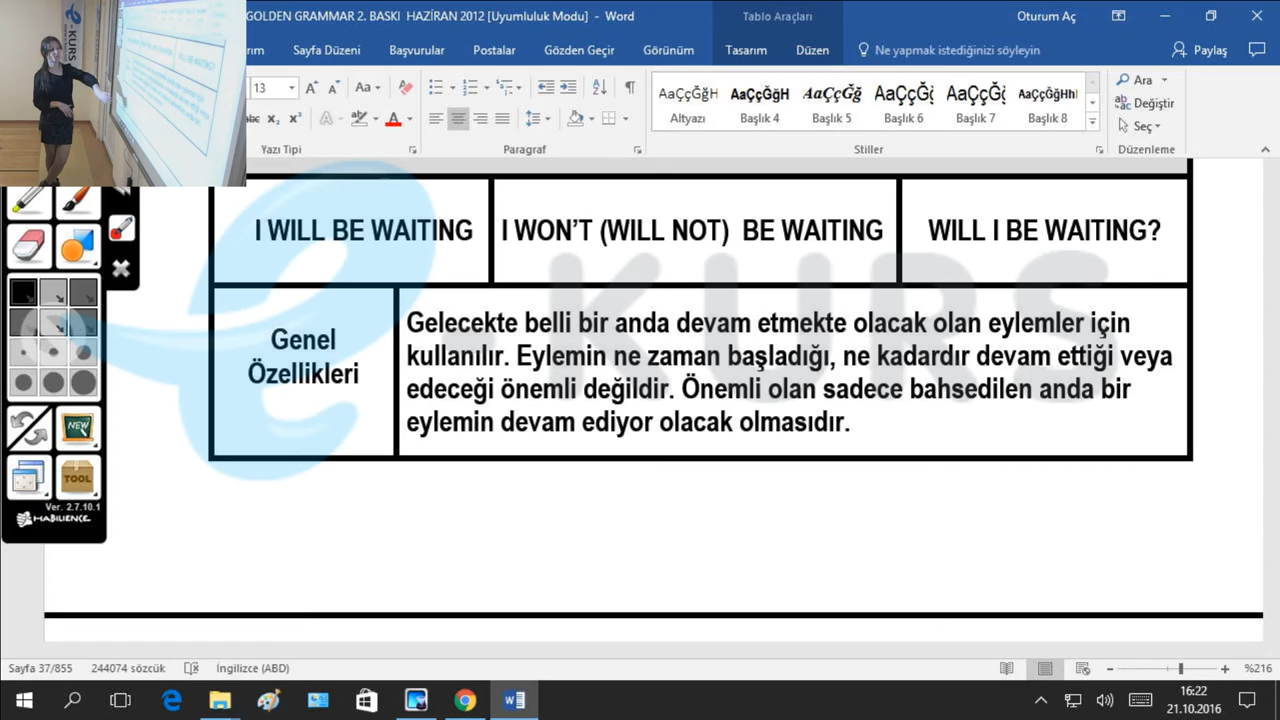 GOLDEN GRAMMAR 2. BASKI HAZİRAN 2012 [Uyumluluk Modu] - Word
Tablo Araçları
Oturum Aç
Sayfa Düzeni
Başvurular
Postalar
Gözden Geçir
Görünüm
Tasarım
Düzen
Ne yapmak istediğinizi söyleyin
Paylaş
13
Aa
AaÇçĞğH
AaÇçĞğH
AaÇçĞğ
AaÇçĞ
AaÇçĞ
AaÇçĞğHh
Altyazı
Başlık 4
Başlık 5
Başlık 6
Başlık 7
Başlık 8
Ara
Değiştir
Seç
Yazı Tipi
Paragraf
Stiller
Düzenleme
e-KURS
I WILL BE WAITING
I WON'T (WILL NOT) BE WAITING
WILL I BE WAITING?
Genel
Özellikleri
Gelecekte belli bir anda devam etmekte olacak olan eylemler için
kullanılır. Eylemin ne zaman başladığı, ne kadardır devam ettiği veya
edeceği önemli değildir. Önemli olan sadece bahsedilen anda bir
eylemin devam ediyor olacak olmasıdır.
KURS
NEW
TOOL
Ver. 2.7.10.1
MABILIENCE
Sayfa 37/855
244074 sözcük
İngilizce (ABD)
%216
16:22
21.10.2016